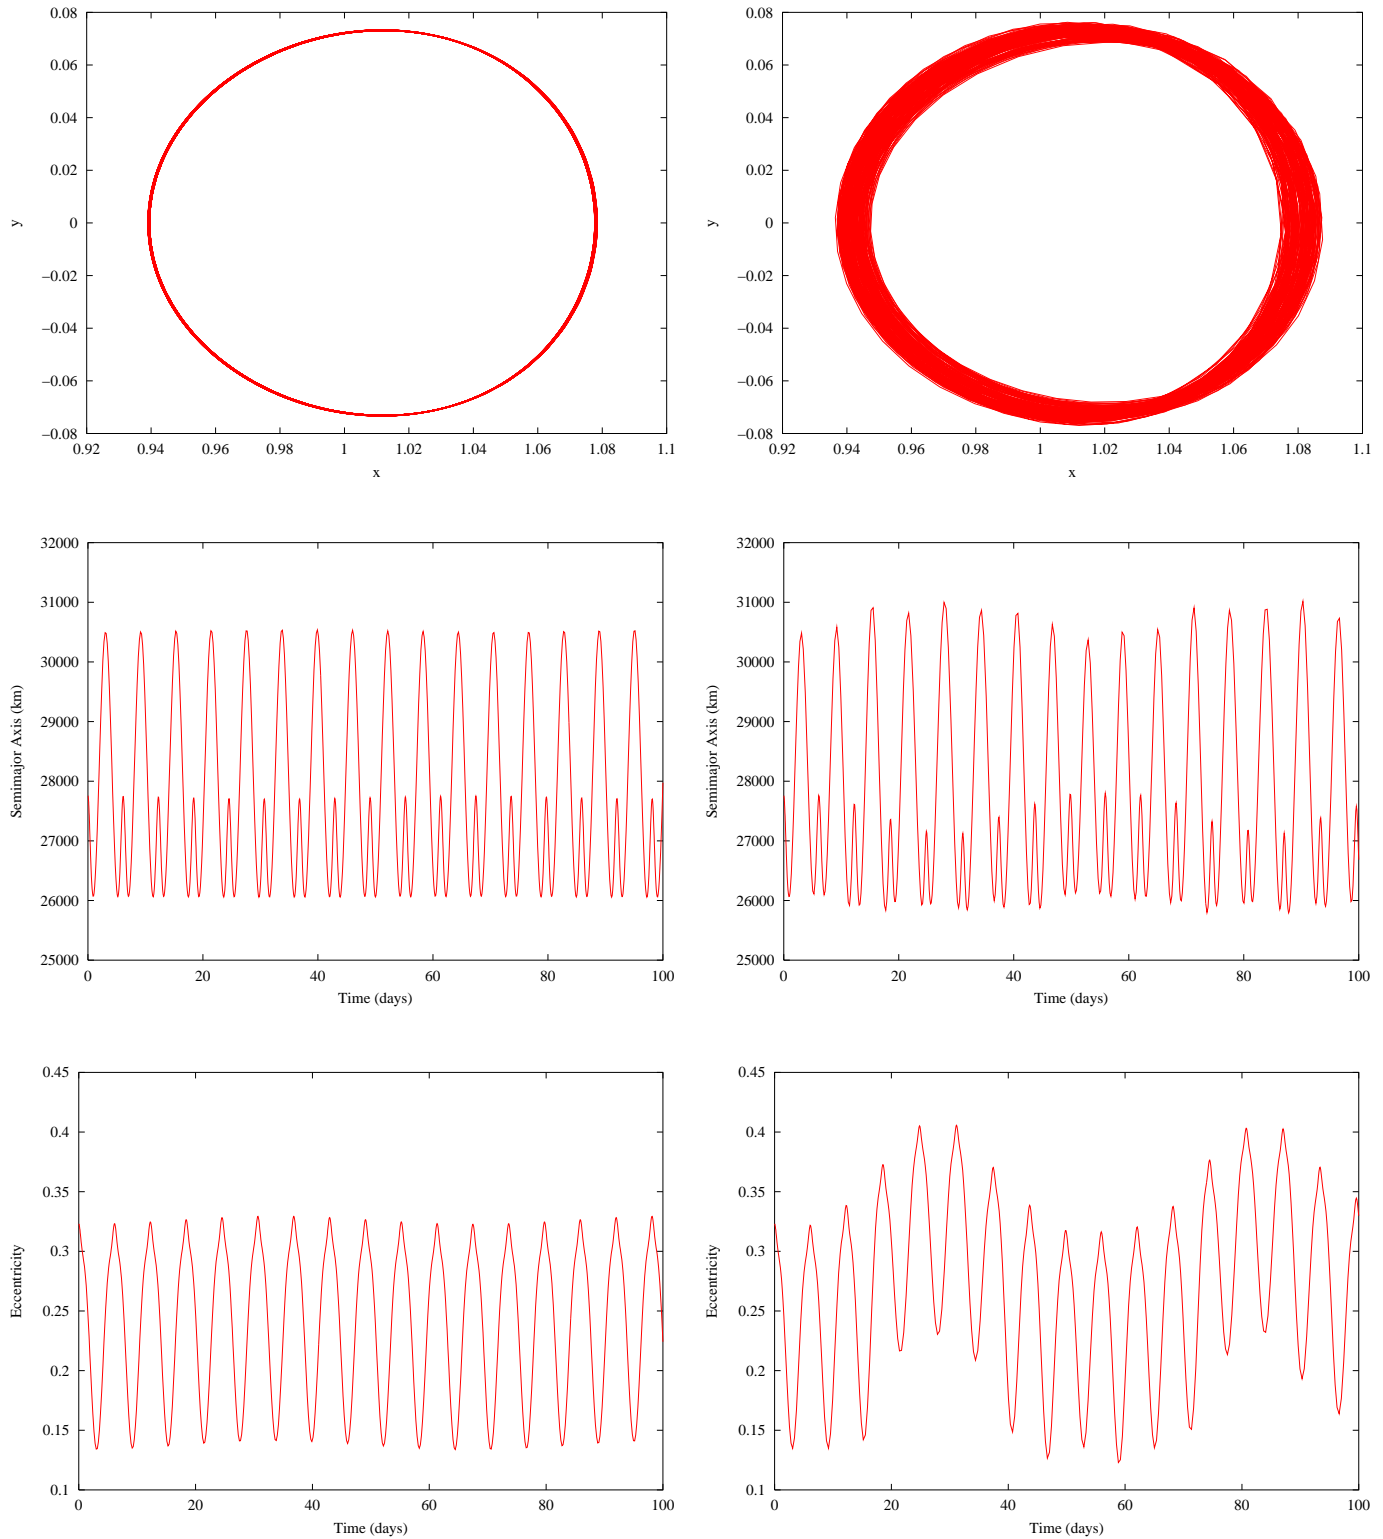 0.08
0.06
0.04
0.02
0
−0.02
−0.04
−0.06
−0.08
y
0.92 0.94 0.96 0.98 1 1.02 1.04 1.06 1.08 1.1
x
0.08
0.06
0.04
0.02
0
−0.02
−0.04
−0.06
−0.08
y
0.92 0.94 0.96 0.98 1 1.02 1.04 1.06 1.08 1.1
x
32000
31000
30000
29000
28000
27000
26000
25000
Semimajor Axis (km)
0 20 40 60 80 100
Time (days)
32000
31000
30000
29000
28000
27000
26000
25000
Semimajor Axis (km)
0 20 40 60 80 100
Time (days)
0.45
0.4
0.35
0.3
0.25
0.2
0.15
0.1
Eccentricity
0 20 40 60 80 100
Time (days)
0.45
0.4
0.35
0.3
0.25
0.2
0.15
0.1
Eccentricity
0 20 40 60 80 100
Time (days)